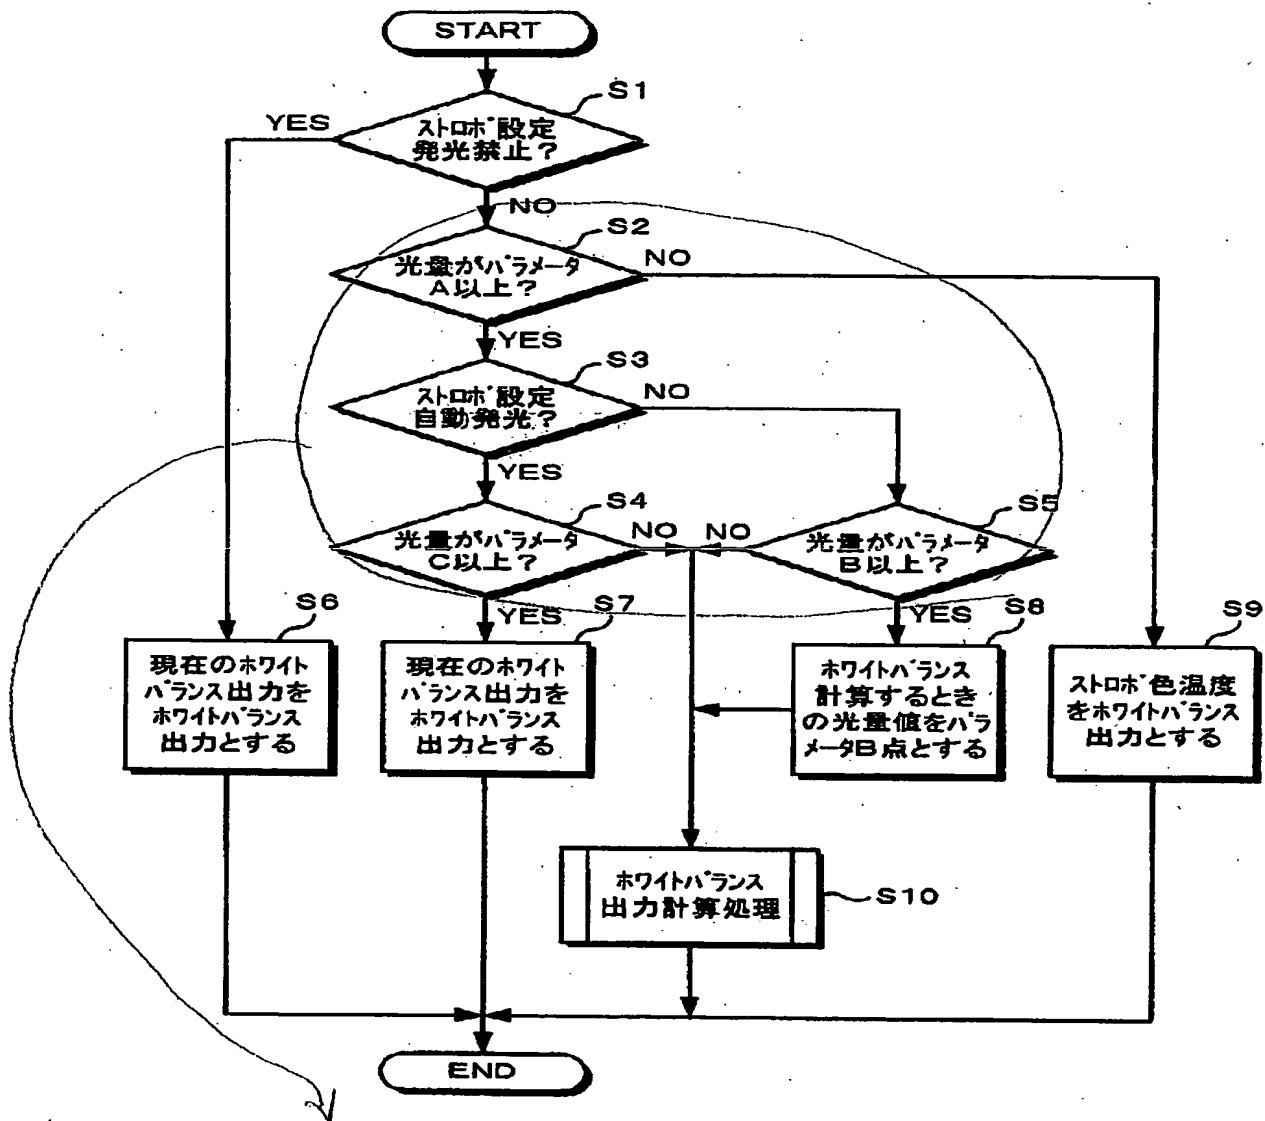 START
S1
YES
ストロボ設定
発光禁止?
NO
S2
光量がパラメータ
A以上?
NO
YES
S3
ストロボ設定
自動発光?
NO
YES
S4
光量がパラメータ
C以上?
NO
NO
S5
光量がパラメータ
B以上?
YES
YES
S6
現在のホワイト
バランス出力を
ホワイトバランス
出力とする
S7
現在のホワイト
バランス出力を
ホワイトバランス
出力とする
S8
ホワイトバランス
計算するとき
の光量値をパラ
メータB点とする
S9
ストロボ色温度
をホワイトバランス
出力とする
ホワイトバランス
出力計算処理
S10
END